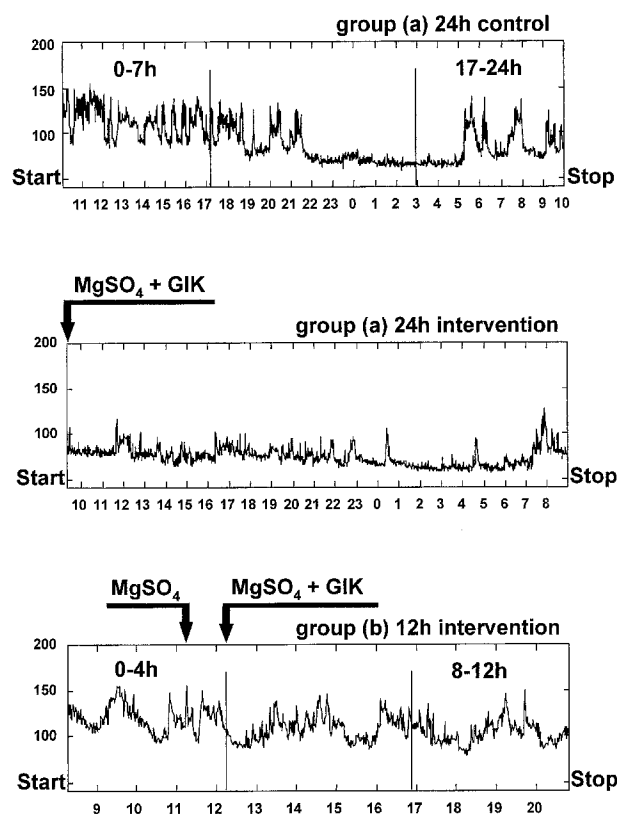 group (a) 24h control
200
0-7h 17-24h
150
100
Start Stop
11 12 13 14 15 16 17 18 19 20 21 22 23 0 1 2 3 4 5 6 7 8 9 10
MgSO4 + GIK
group (a) 24h intervention
200
150
100
Start Stop
10 11 12 13 14 15 16 17 18 19 20 21 22 23 0 1 2 3 4 5 6 7 8
MgSO4 MgSO4 + GIK
group (b) 12h intervention
200
0-4h 8-12h
150
100
Start Stop
9 10 11 12 13 14 15 16 17 18 19 20